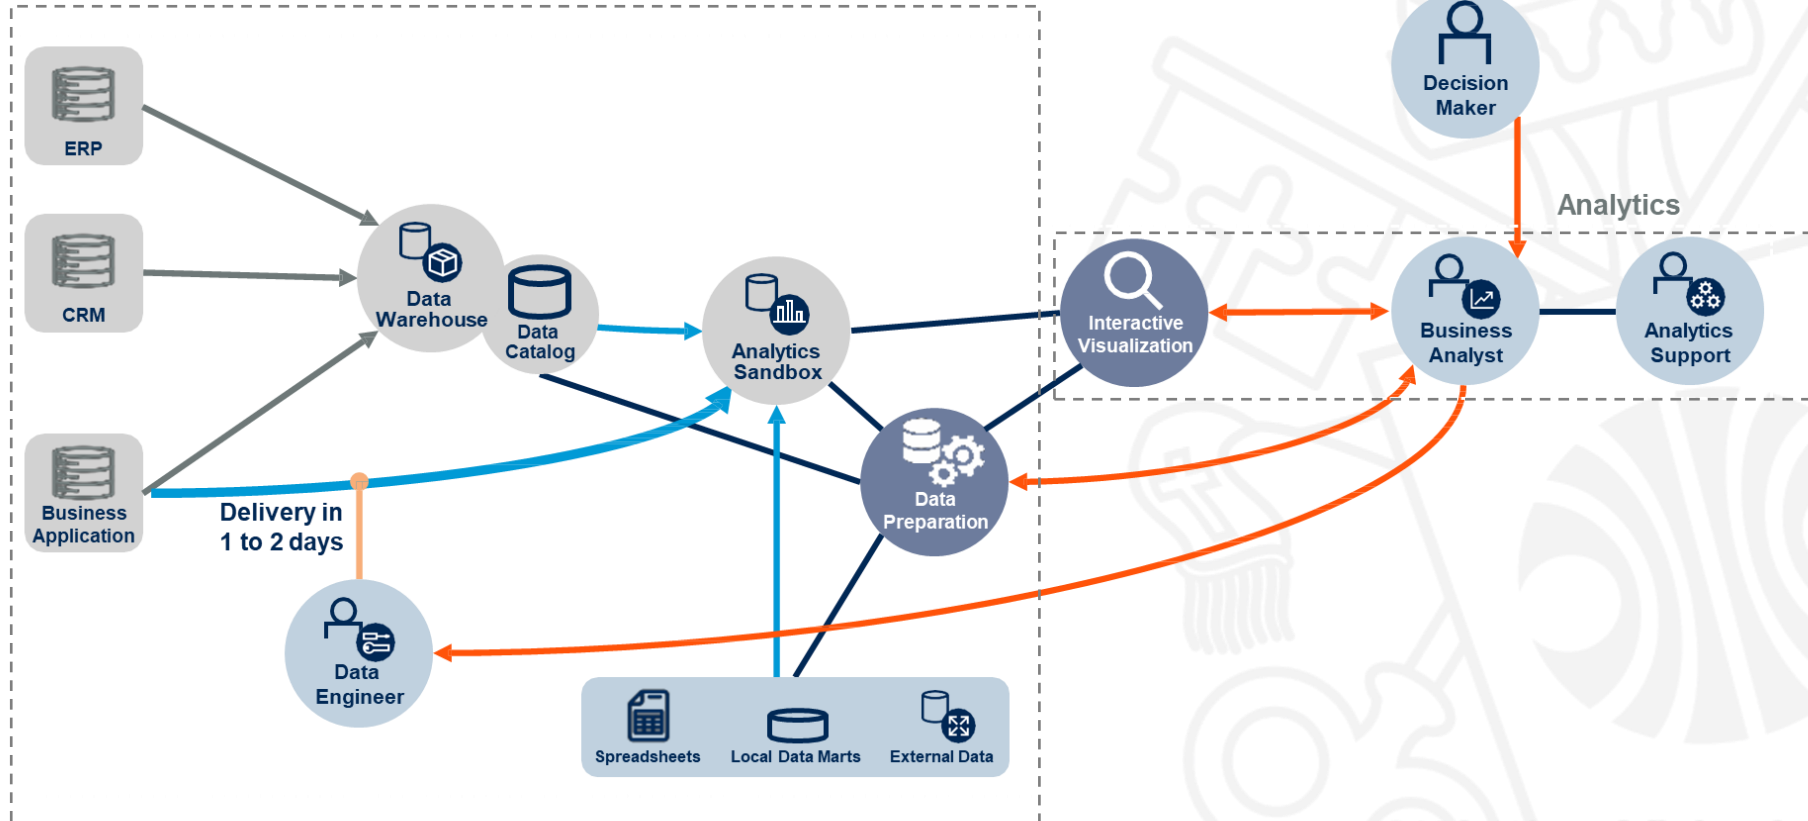 Decision
Maker
ERP
Analytics
CRM
Data
Warehouse
Data
Catalog
Analytics
Sandbox
Interactive
Visualization
Business
Analyst
Analytics
Support
Business
Application
Delivery in
1 to 2 days
Data
Preparation
Data
Engineer
Spreadsheets
Local Data Marts
External Data